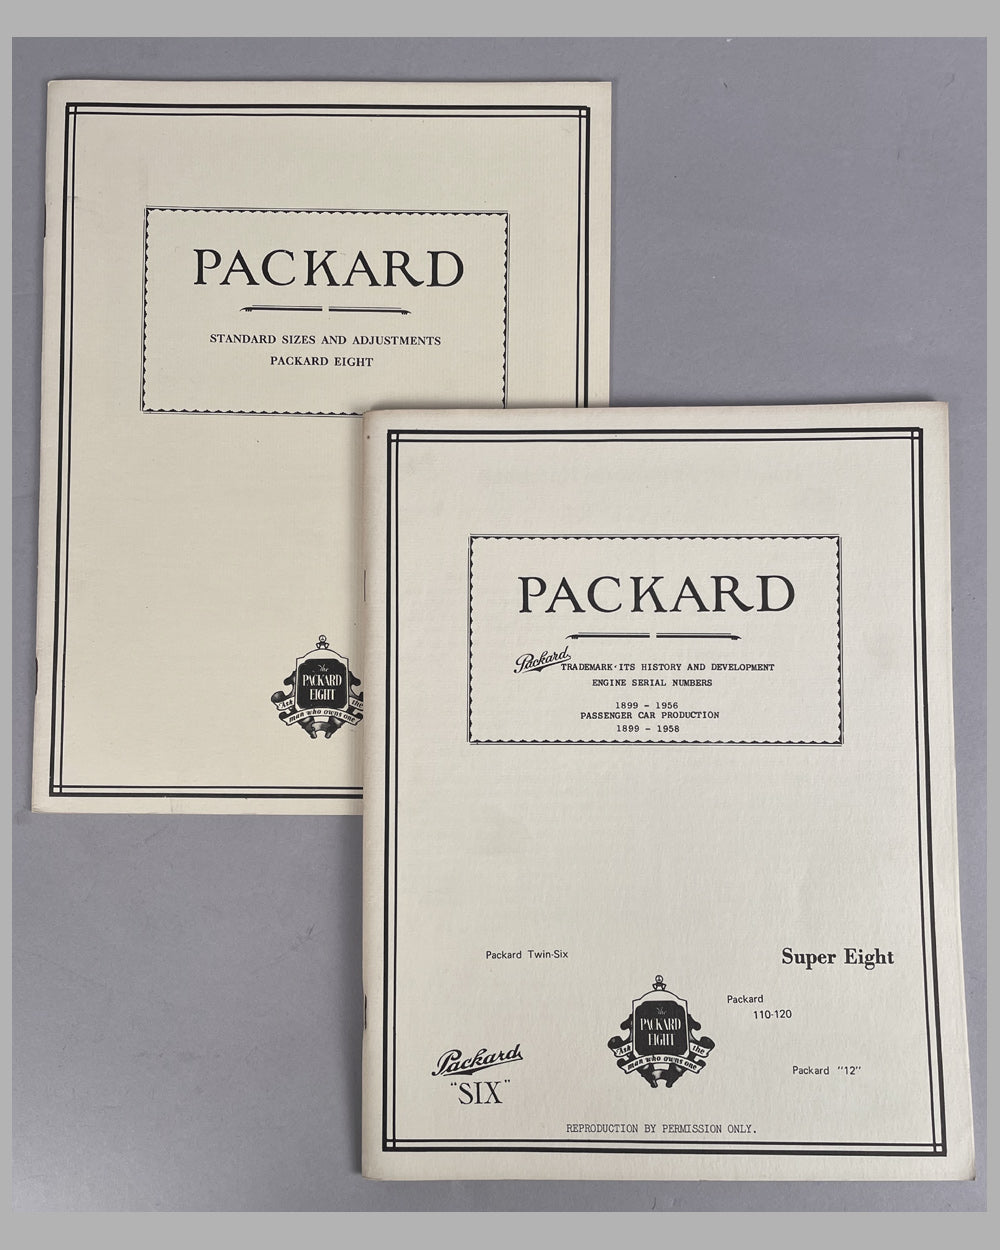 PACKARD
STANDARD SIZES AND ADJUSTMENTS
PACKARD EIGHT
The
PACKARD
EIGHT
Ask the
man who owns one
PACKARD
Packard TRADEMARK·ITS HISTORY AND DEVELOPMENT
ENGINE SERIAL NUMBERS
1899 - 1956
PASSENGER CAR PRODUCTION
1899 - 1958
Packard Twin-Six
Super Eight
Packard
110-120
The
PACKARD
EIGHT
Ask the
man who owns one
Packard
"SIX"
Packard "12"
REPRODUCTION BY PERMISSION ONLY.